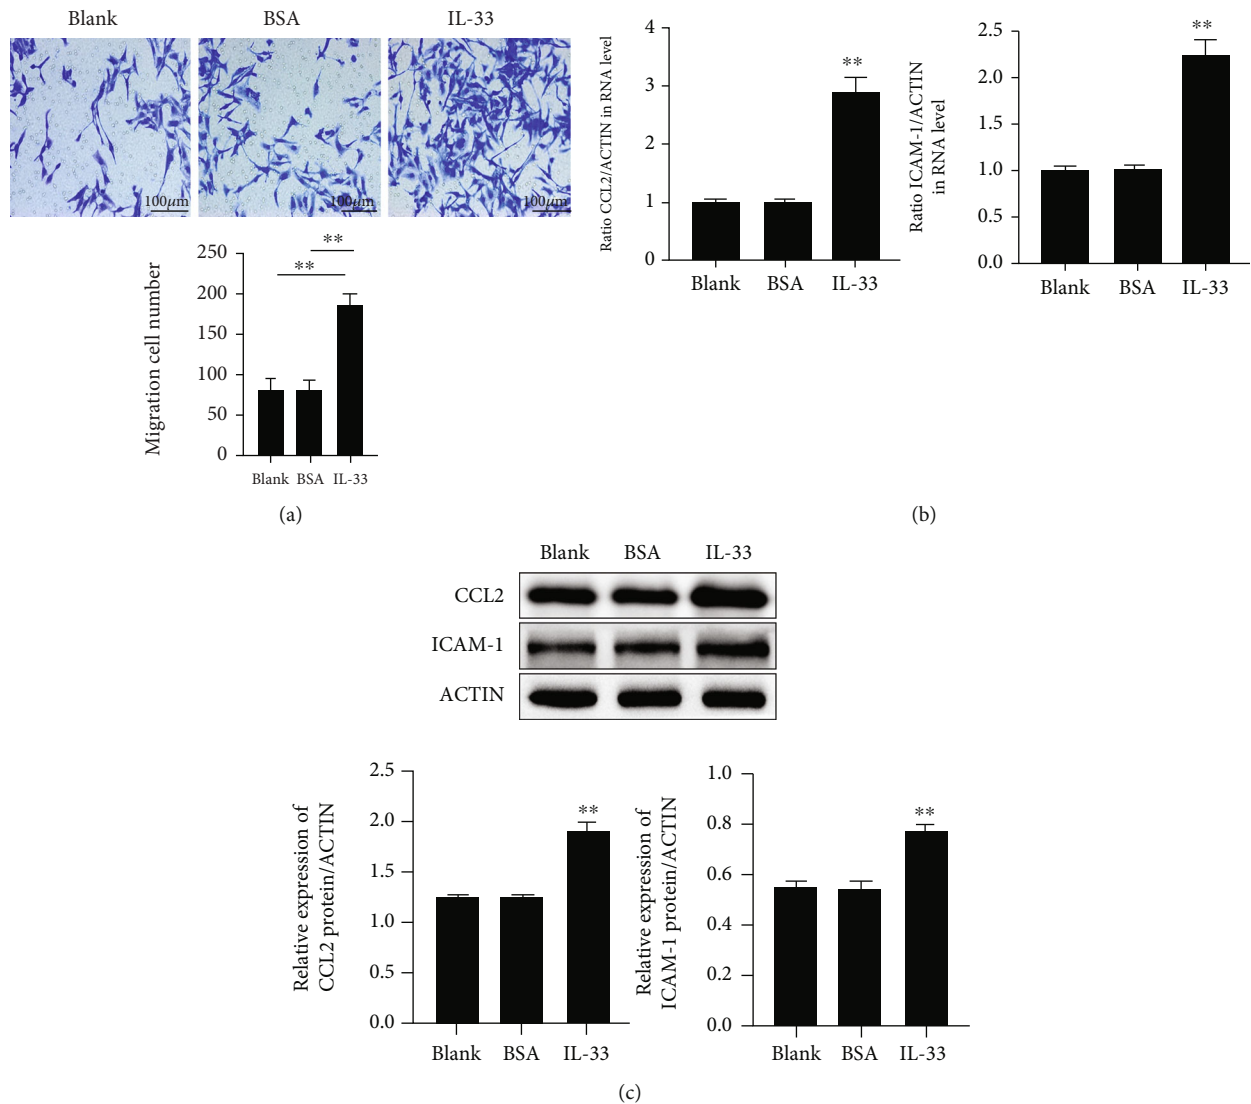 Blank BSA IL-33
100μm 100μm 100μm
** 
**
250
200
150
100
50
0
Migration cell number
Blank BSA IL-33
(a)
4
3
2
1
0
Ratio CCL2/ACTIN in RNA level
**
Blank BSA IL-33
2.5
2.0
1.5
1.0
0.5
0.0
Ratio ICAM-1/ACTIN
in RNA level
**
Blank BSA IL-33
(b)
Blank BSA IL-33
CCL2
ICAM-1
ACTIN
2.5
2.0
1.5
1.0
0.5
0.0
Relative expression of
CCL2 protein/ACTIN
**
Blank BSA IL-33
1.0
0.8
0.6
0.4
0.2
0.0
Relative expression of
ICAM-1 protein/ACTIN
**
Blank BSA IL-33
(c)